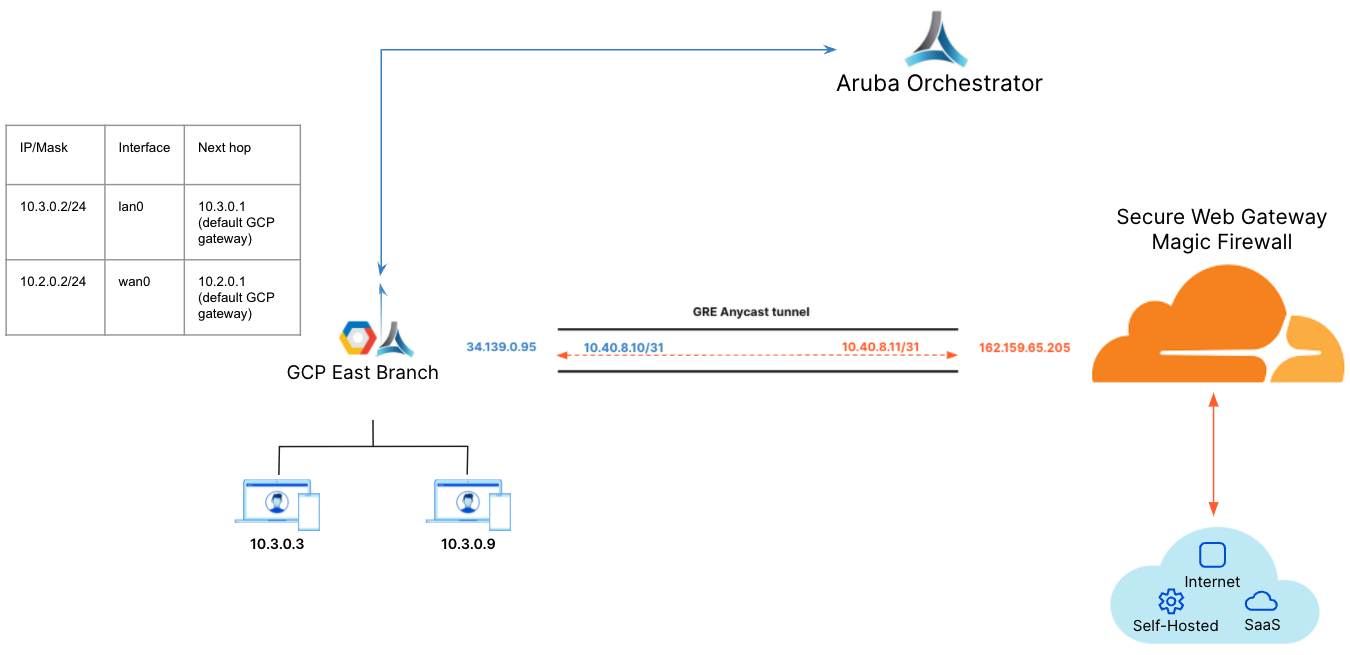 Aruba Orchestrator
IP/Mask Interface Next hop
10.3.0.2/24 lan0 10.3.0.1
(default GCP
gateway)
10.2.0.2/24 wan0 10.2.0.1
(default GCP
gateway)
Secure Web Gateway
Magic Firewall
GRE Anycast tunnel
34.139.0.95 10.40.8.10/31 10.40.8.11/31 162.159.65.205
GCP East Branch
10.3.0.3 10.3.0.9
Internet
Self-Hosted SaaS